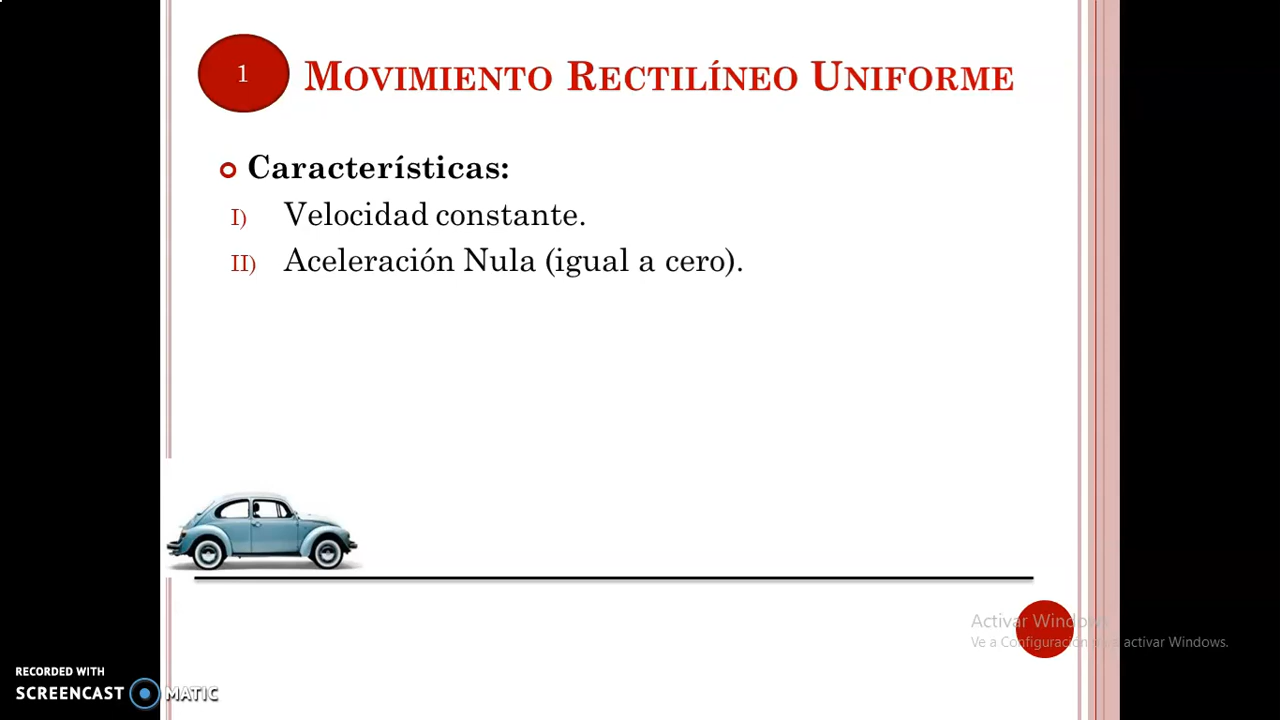 1
MOVIMIENTO RECTILÍNEO UNIFORME
Características:
I) Velocidad constante.
II) Aceleración Nula (igual a cero).
Activar Windows
Ve a Configuración para activar Windows.
RECORDED WITH
SCREENCAST MATIC